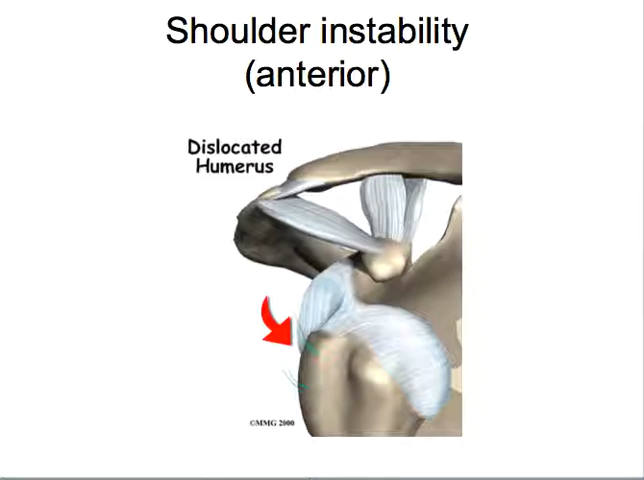 Shoulder instability
(anterior)
Dislocated
Humerus
©MMG 2000